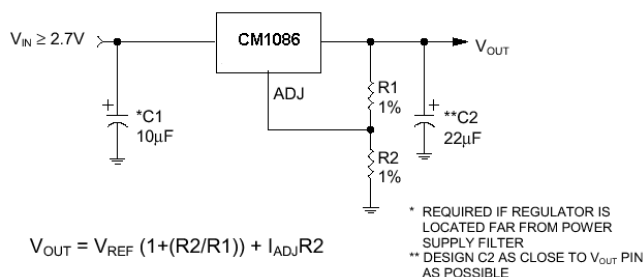 V_IN ≥ 2.7V
CM1086
V_OUT
ADJ
R1
1%
+
*C1
10μF
+
**C2
22μF
R2
1%
V_OUT = V_REF (1+(R2/R1)) + I_ADJR2
* REQUIRED IF REGULATOR IS
LOCATED FAR FROM POWER
SUPPLY FILTER
** DESIGN C2 AS CLOSE TO V_OUT PIN
AS POSSIBLE